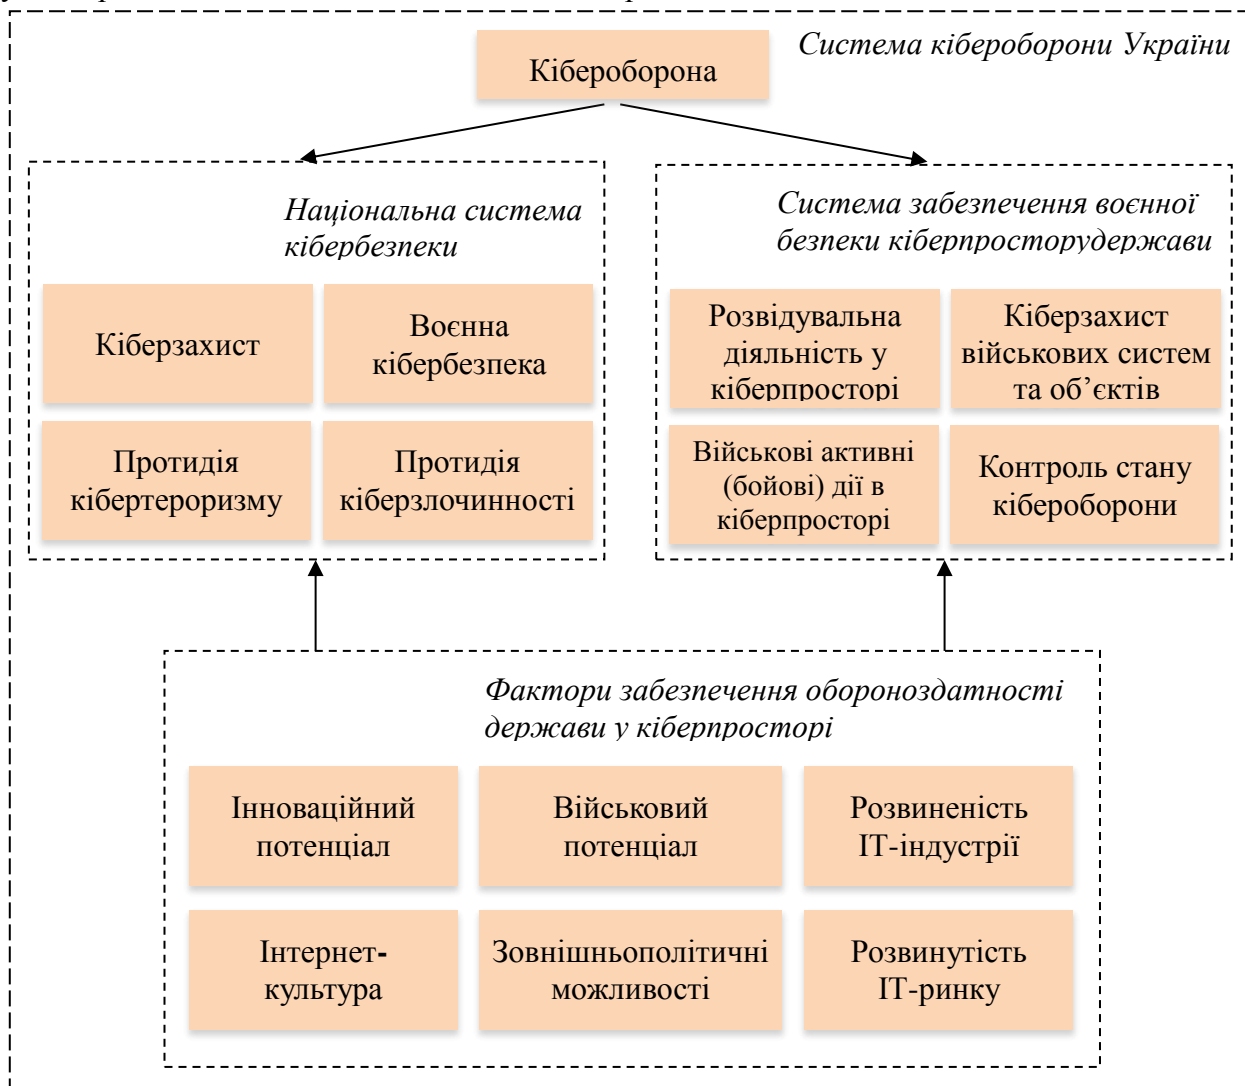 Система кібероборони України
Кібероборона
Національна система
кібербезпеки
Кіберзахист
Воєнна
кібербезпека
Протидія
кібертероризму
Протидія
кіберзлочинності
Система забезпечення воєнної
безпеки кіберпросторудержави
Розвідувальна
діяльність у
кіберпросторі
Кіберзахист
військових систем
та об’єктів
Військові активні
(бойові) дії в
кіберпросторі
Контроль стану
кібероборони
Фактори забезпечення обороноздатності
держави у кіберпросторі
Інноваційний
потенціал
Військовий
потенціал
Розвиненість
ІТ-індустрії
Інтернет-
культура
Зовнішньополітичні
можливості
Розвинутість
ІТ-ринку